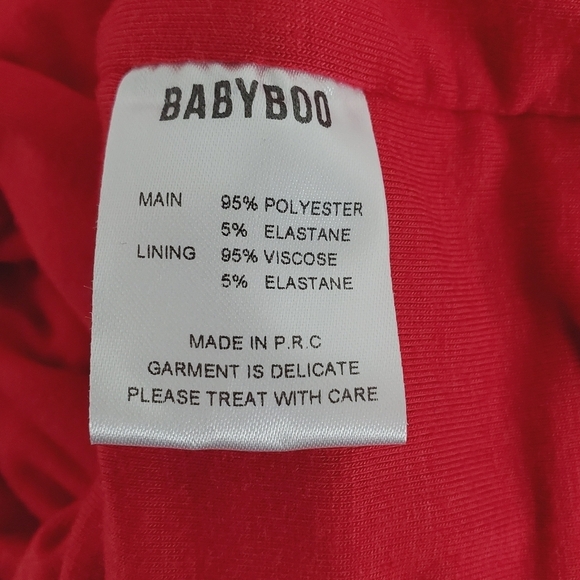 BABYBOO
MAIN 95% POLYESTER
5% ELASTANE
LINING 95% VISCOSE
5% ELASTANE
MADE IN P.R.C
GARMENT IS DELICATE
PLEASE TREAT WITH CARE